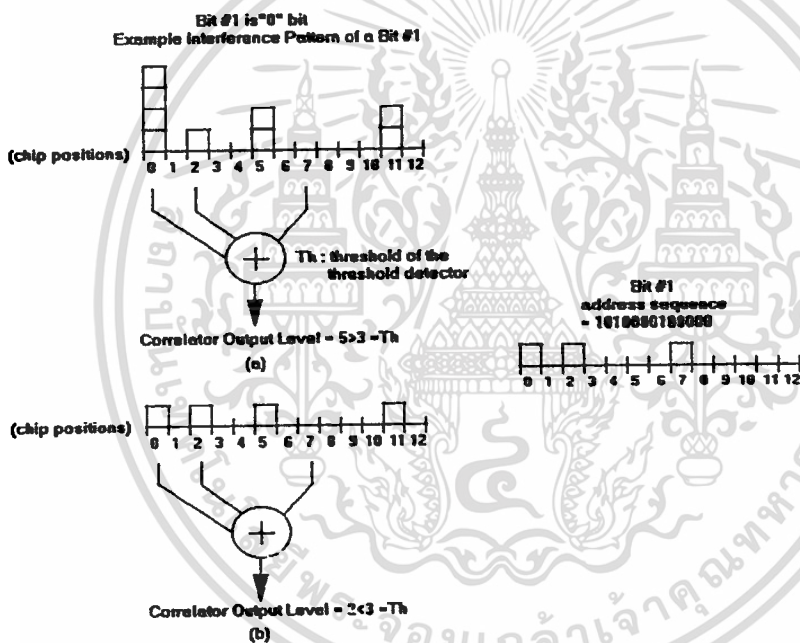 Bit #1 is "0" bit
Example Interference Pattern of a Bit #1
(chip positions)
0 1 2 3 4 5 6 7 8 9 10 11 12
Th : threshold of the
threshold detector
Correlator Output Level = 5>3 =Th
(a)
Bit #1
address sequence
= 1010000100000
0 1 2 3 4 5 6 7 8 9 10 11 12
(chip positions)
0 1 2 3 4 5 6 7 8 9 10 11 12
Correlator Output Level = 2<3 =Th
(b)